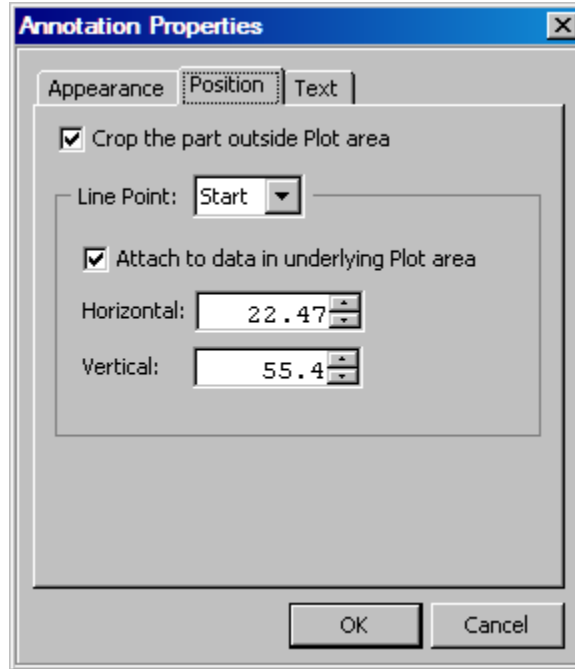 Annotation Properties
Appearance Position Text
Crop the part outside Plot area
Line Point: Start
Attach to data in underlying Plot area
Horizontal: 22.47
Vertical: 55.4
OK Cancel